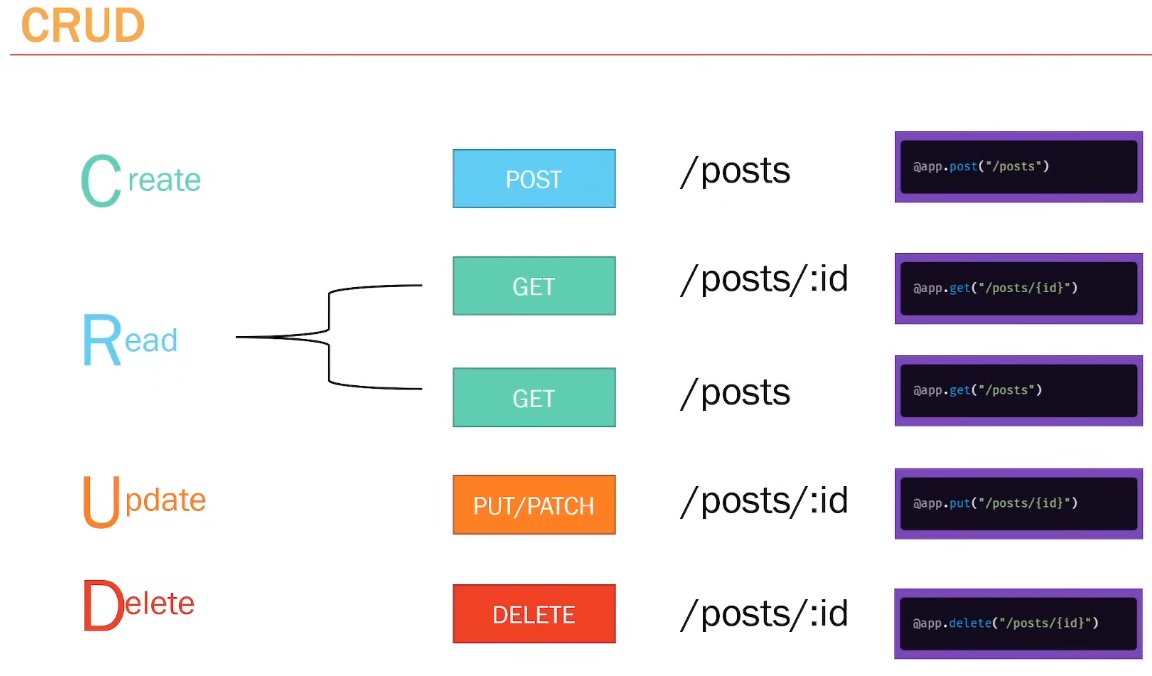 CRUD
Create POST /posts @app.post("/posts")
GET /posts/:id @app.get("/posts/{id}")
Read
GET /posts @app.get("/posts")
Update PUT/PATCH /posts/:id @app.put("/posts/{id}")
Delete DELETE /posts/:id @app.delete("/posts/{id}")